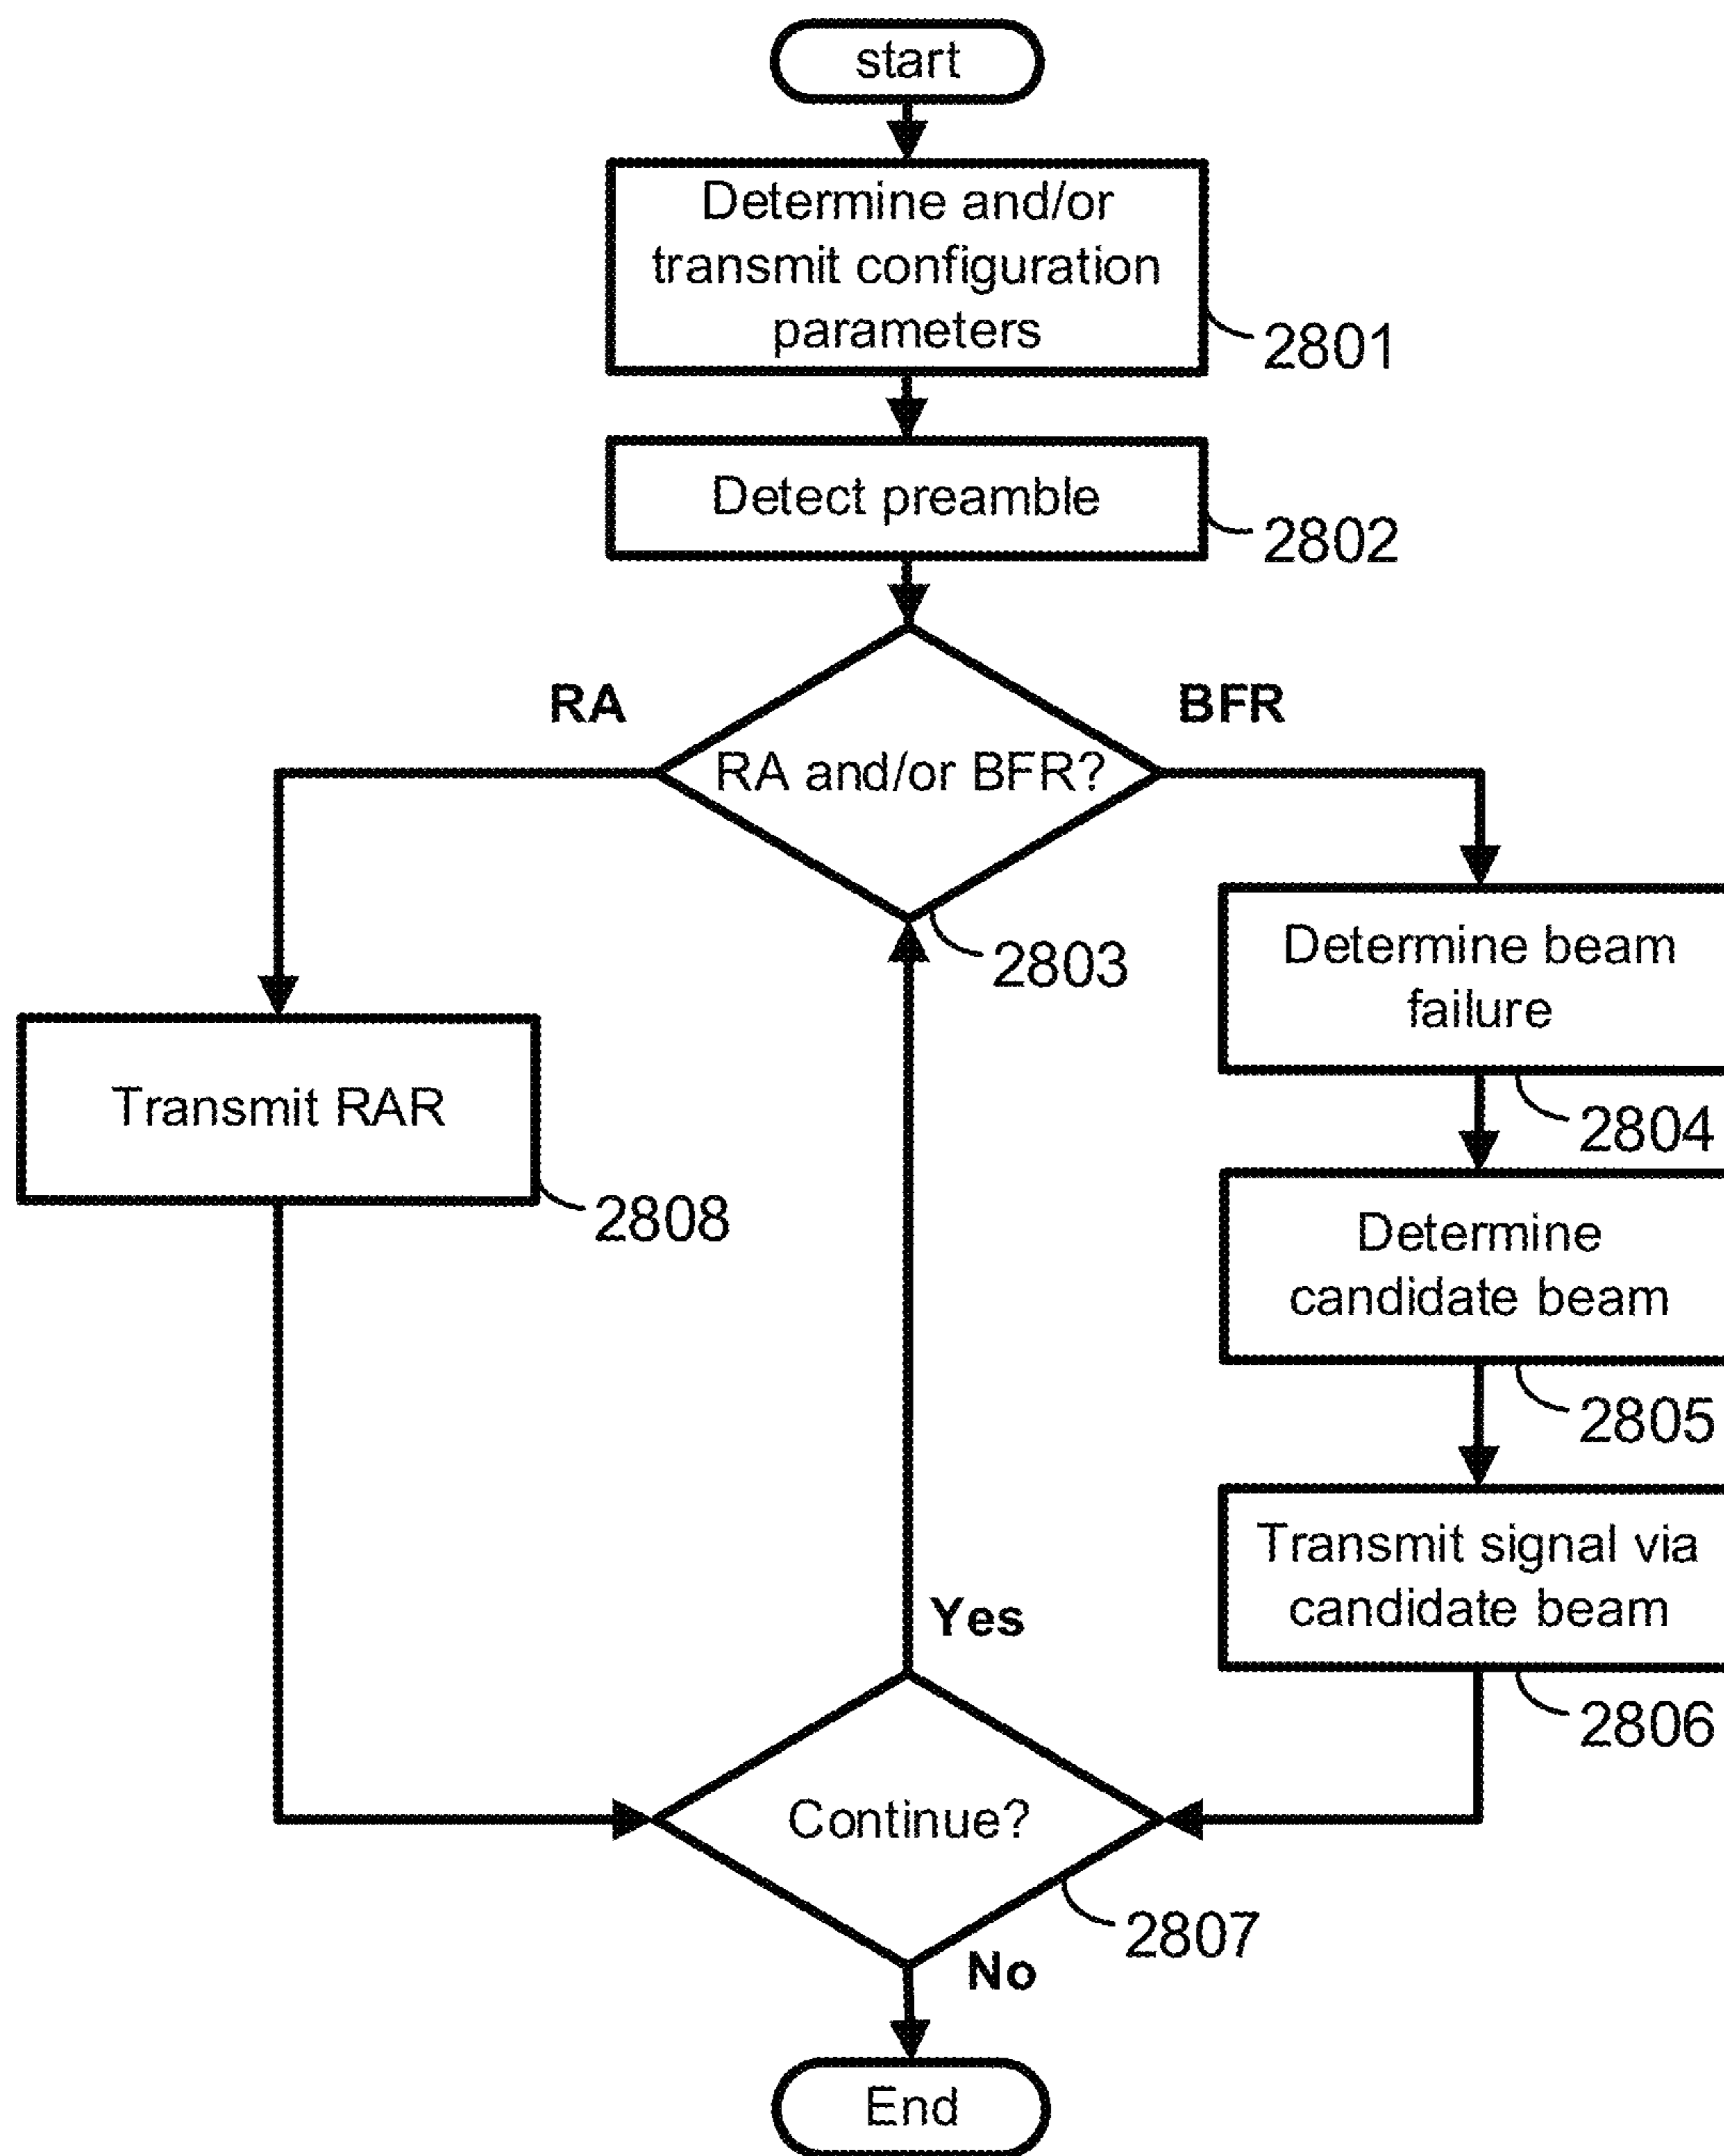 start
Determine and/or
transmit configuration
parameters
2801
Detect preamble
2802
RA
BFR
RA and/or BFR?
2803
Determine beam
failure
2804
Transmit RAR
2808
Determine
candidate beam
2805
Transmit signal via
candidate beam
2806
Yes
Continue?
2807
No
End